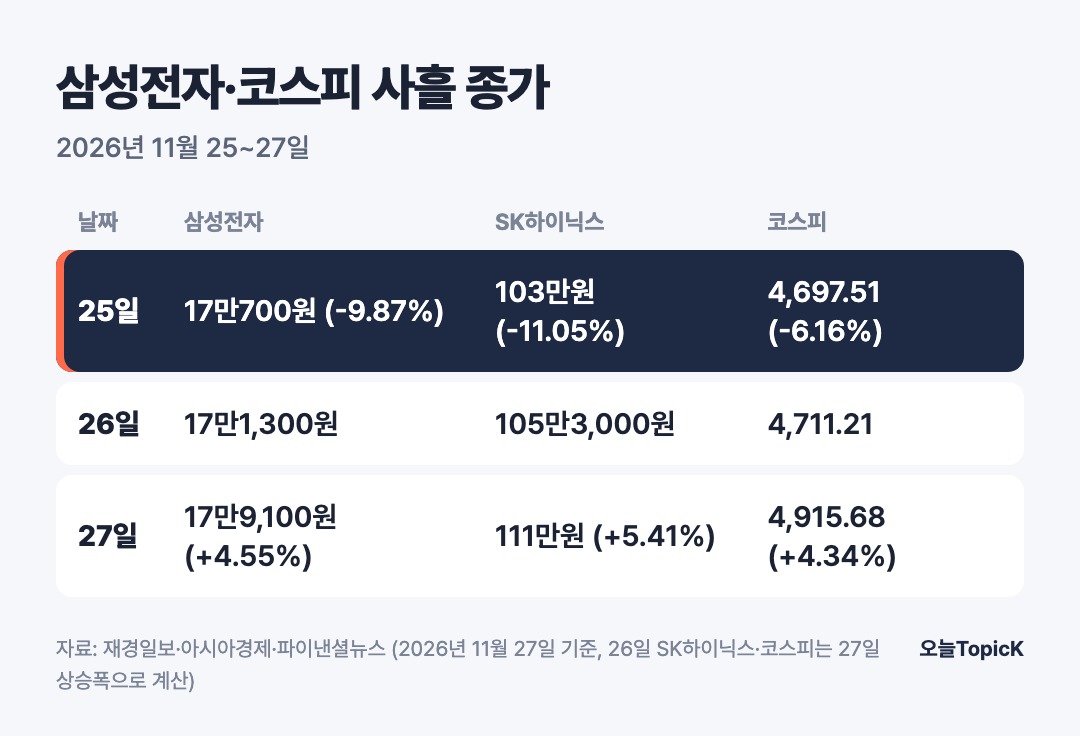 삼성전자·코스피 사흘 종가
2026년 11월 25~27일
날짜 삼성전자 SK하이닉스 코스피
25일 17만700원 (-9.87%) 103만원 (-11.05%) 4,697.51 (-6.16%)
26일 17만1,300원 105만3,000원 4,711.21
27일 17만9,100원 (+4.55%) 111만원 (+5.41%) 4,915.68 (+4.34%)
자료: 재경일보·아시아경제·파이낸셜뉴스 (2026년 11월 27일 기준, 26일 SK하이닉스·코스피는 27일
상승폭으로 계산)
오늘TopicK